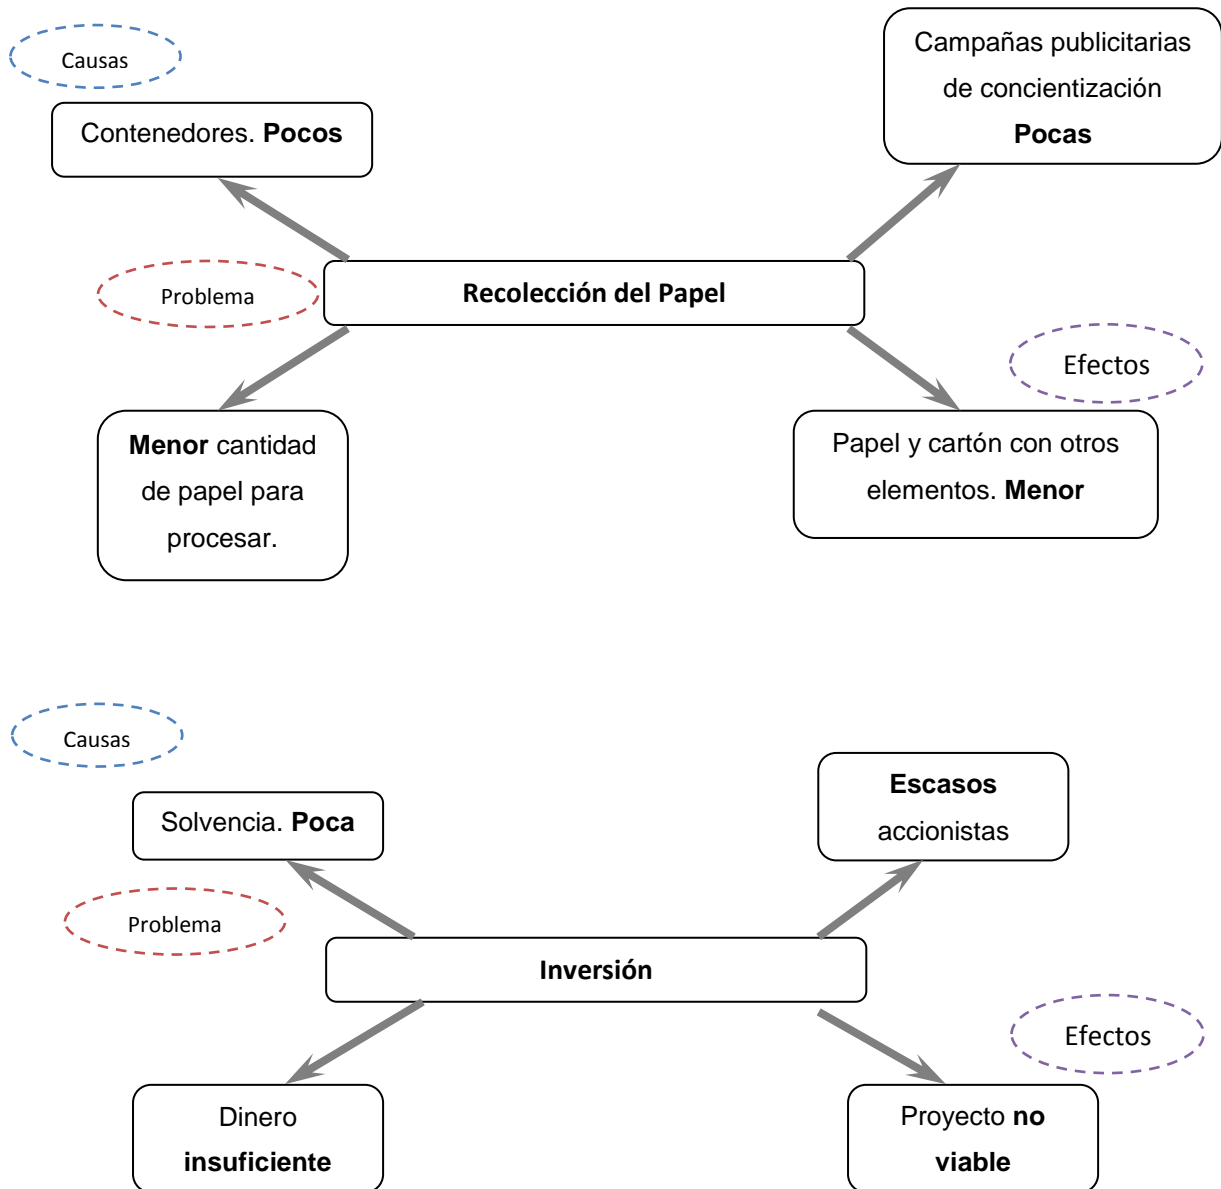 Causas
Contenedores. Pocos
Campañas publicitarias
de concientización
Pocas
Problema
Recolección del Papel
Efectos
Menor cantidad
de papel para
procesar.
Papel y cartón con otros
elementos. Menor
Causas
Solvencia. Poca
Escasos
accionistas
Problema
Inversión
Efectos
Dinero
insuficiente
Proyecto no
viable